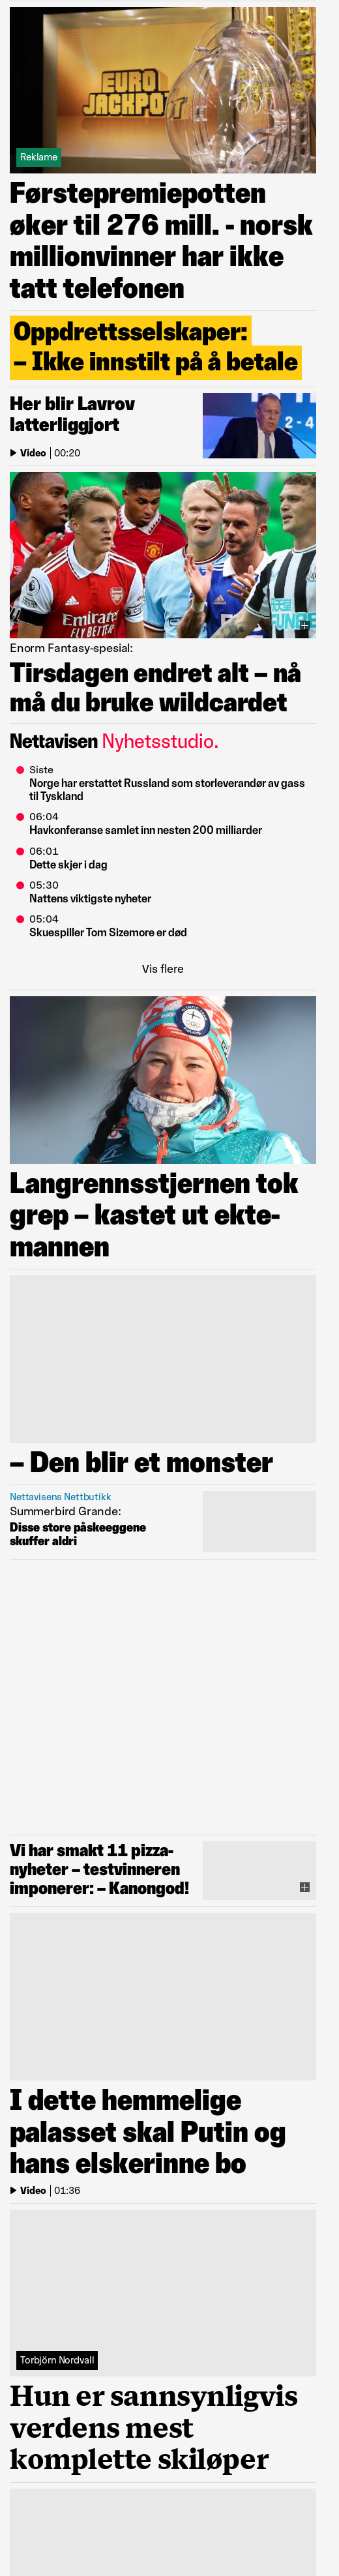 EURO
JACKPOT
Reklame
Førstepremiepotten
øker til 276 mill. - norsk
millionvinner har ikke
tatt telefonen
Oppdrettsselskaper:
– Ikke innstilt på å betale
Her blir Lavrov
latterliggjort
Video | 00:20
2-4
Fly Better
Enorm Fantasy-spesial:
Tirsdagen endret alt – nå
må du bruke wildcardet
Nettavisen Nyhetsstudio.
Siste
Norge har erstattet Russland som storleverandør av gass
til Tyskland
06:04
Havkonferanse samlet inn nesten 200 milliarder
06:01
Dette skjer i dag
05:30
Nattens viktigste nyheter
05:04
Skuespiller Tom Sizemore er død
Vis flere
Langrennsstjernen tok
grep – kastet ut ekte-
mannen
– Den blir et monster
Nettavisens Nettbutikk
Summerbird Grande:
Disse store påskeeggene
skuffer aldri
Vi har smakt 11 pizza-
nyheter – testvinneren
imponerer: – Kanongod!
I dette hemmelige
palasset skal Putin og
hans elskerinne bo
Video | 01:36
Torbjörn Nordvall
Hun er sannsynligvis
verdens mest
komplette skiløper